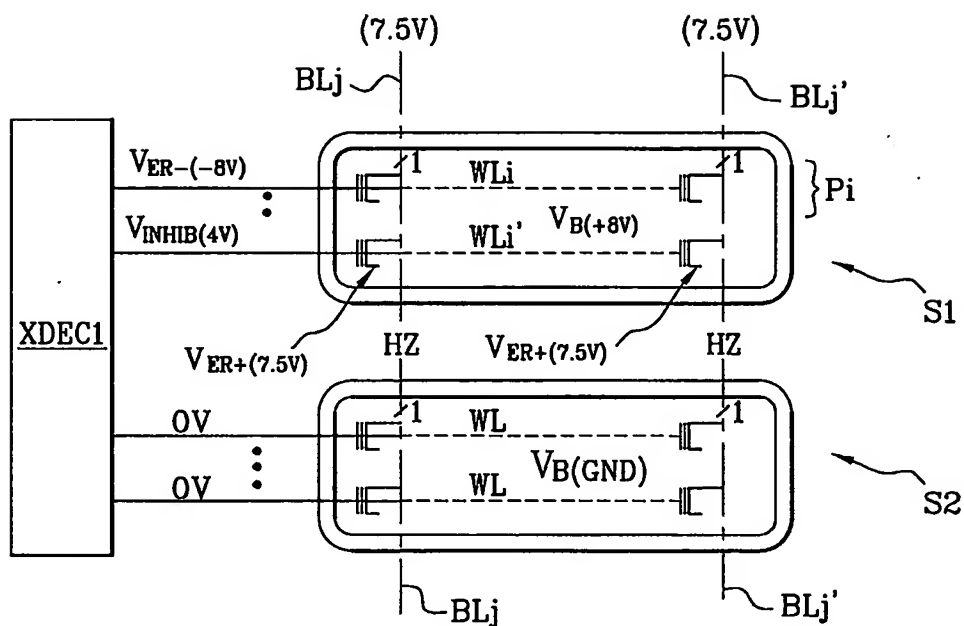 (7.5V) (7.5V)
BLj BLj'
VER-(-8V) 1 WLi 1 Pi
VB(+8V)
VINHIB(4V) WLi'
S1
XDEC1
VER+(7.5V) HZ VER+(7.5V) HZ
1 1
0V WL WL
VB(GND)
0V WL
S2
BLj BLj'